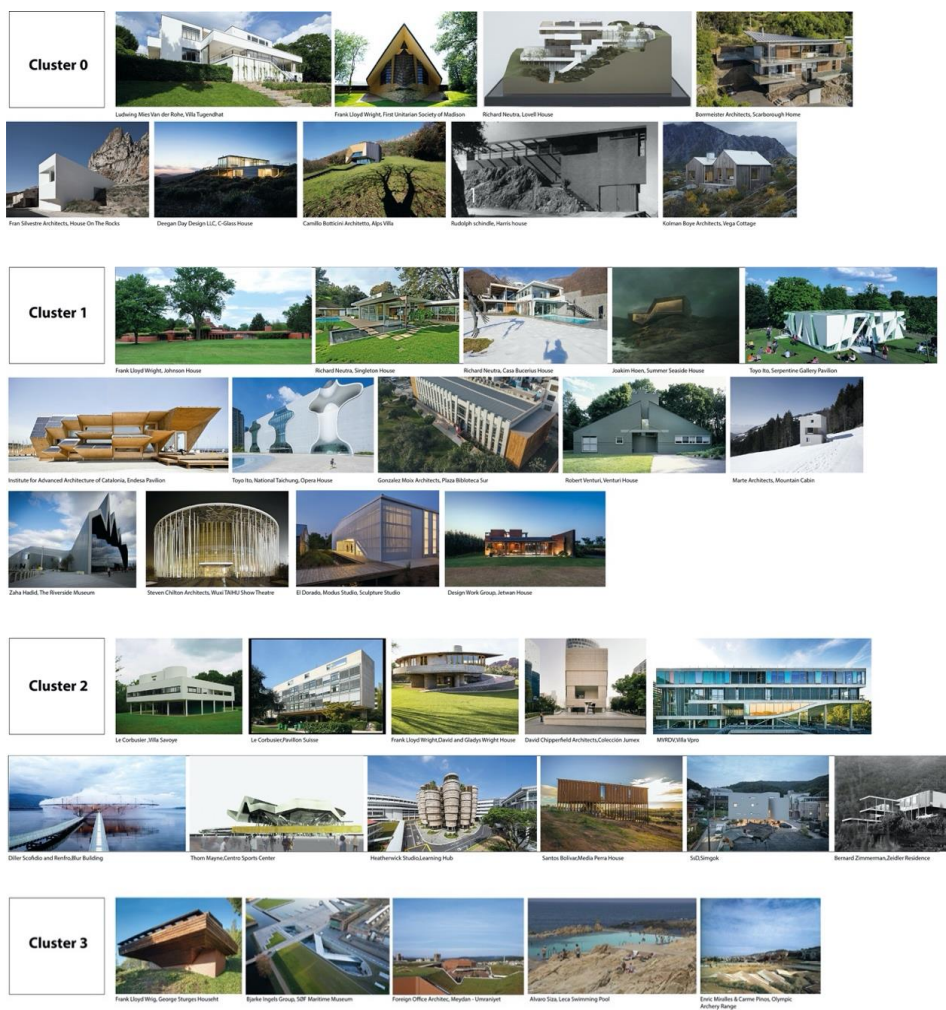 Cluster 0
Ludwing Mies Van der Rohe, Villa Tugendhat
Frank Lloyd Wright, First Unitarian Society of Madison
Richard Neutra, Lovell House
Borrmeister Architects, Scarborough Home
Fran Silvestre Architects, House On The Rocks
Deegan Day Design LLC, C-Glass House
Camillo Botticini Architetto, Alps Villa
Rudolph schindle, Harris house
Kolman Boye Architects, Vega Cottage
Cluster 1
Frank Lloyd Wright, Johnson House
Richard Neutra, Singleton House
Richard Neutra, Casa Bucerius House
Joakim Hoen, Summer Seaside House
Toyo Ito, Serpentine Gallery Pavilion
Institute for Advanced Architecture of Catalonia, Endesa Pavilion
Toyo Ito, National Taichung, Opera House
Gonzalez Moix Architects, Plaza Bibloteca Sur
Robert Venturi, Venturi House
Marte Architects, Mountain Cabin
Zaha Hadid, The Riverside Museum
Steven Chilton Architects, Wuxi TAIHU Show Theatre
El Dorado, Modus Studio, Sculpture Studio
Design Work Group, Jetwan House
Cluster 2
Le Corbusier ,Villa Savoye
Le Corbusier,Pavillon Suisse
Frank Lloyd Wright,David and Gladys Wright House
David Chipperfield Architects,Colección Jumex
MVRDV,Villa Vpro
Diller Scofidio and Renfro,Blur Building
Thom Mayne,Centro Sports Center
Heatherwick Studio,Learning Hub
Santos Bolivar,Media Perra House
SsD,Simgok
Bernard Zimmerman,Zeidler Residence
Cluster 3
Frank Lloyd Wrig, George Sturges Househt
Bjarke Ingels Group, SØF Maritime Museum
Foreign Office Architec, Meydan - Umraniyet
Alvaro Siza, Leca Swimming Pool
Enric Miralles & Carme Pinos, Olympic
Archery Range